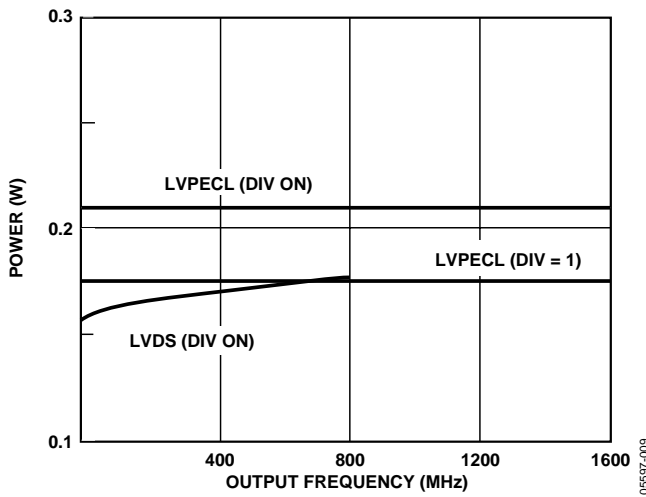 0.3
LVPECL (DIV ON)
POWER (W)
0.2
LVPECL (DIV = 1)
LVDS (DIV ON)
0.1
400
800
1200
1600
OUTPUT FREQUENCY (MHz)
05597-009